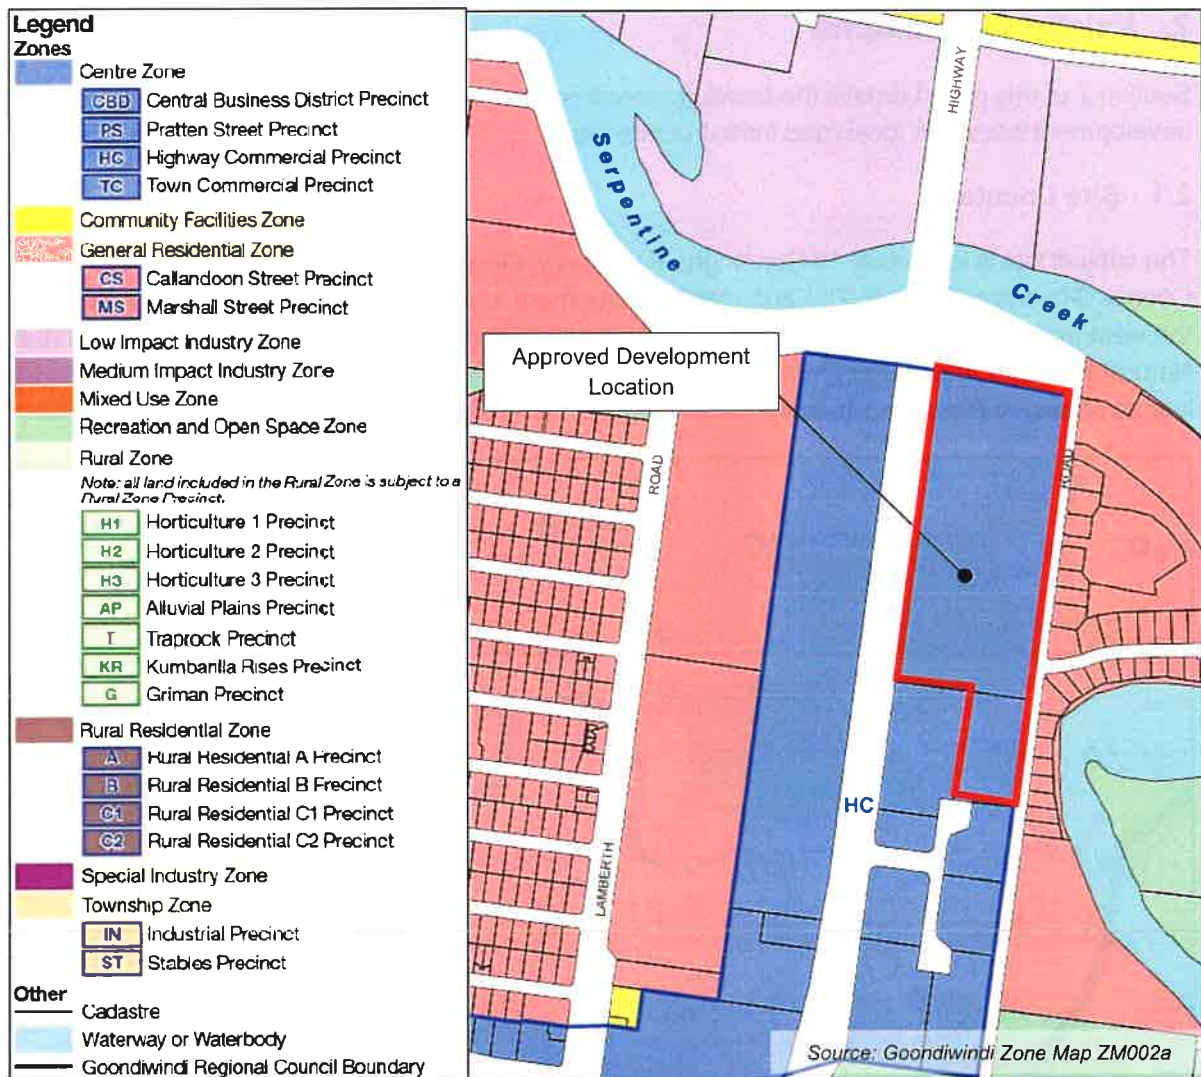 Legend
Zones
Centre Zone
CBD Central Business District Precinct
PS Pratten Street Precinct
HC Highway Commercial Precinct
TC Town Commercial Precinct
Community Facilities Zone
General Residential Zone
CS Callandoon Street Precinct
MS Marshall Street Precinct
Low Impact Industry Zone
Medium Impact Industry Zone
Mixed Use Zone
Recreation and Open Space Zone
Rural Zone
Note: all land included in the Rural Zone is subject to a
Rural Zone Precinct.
H1 Horticulture 1 Precinct
H2 Horticulture 2 Precinct
H3 Horticulture 3 Precinct
AP Alluvial Plains Precinct
T Traprock Precinct
KR Kumbarilla Rises Precinct
G Griman Precinct
Rural Residential Zone
A Rural Residential A Precinct
B Rural Residential B Precinct
C1 Rural Residential C1 Precinct
C2 Rural Residential C2 Precinct
Special Industry Zone
Township Zone
IN Industrial Precinct
ST Stables Precinct
Other
Cadastre
Waterway or Waterbody
Goondiwindi Regional Council Boundary
HIGHWAY
Serpentine
Creek
Approved Development
Location
ROAD
ROAD
HC
LAMBERTH
Source: Goondiwindi Zone Map ZM002a